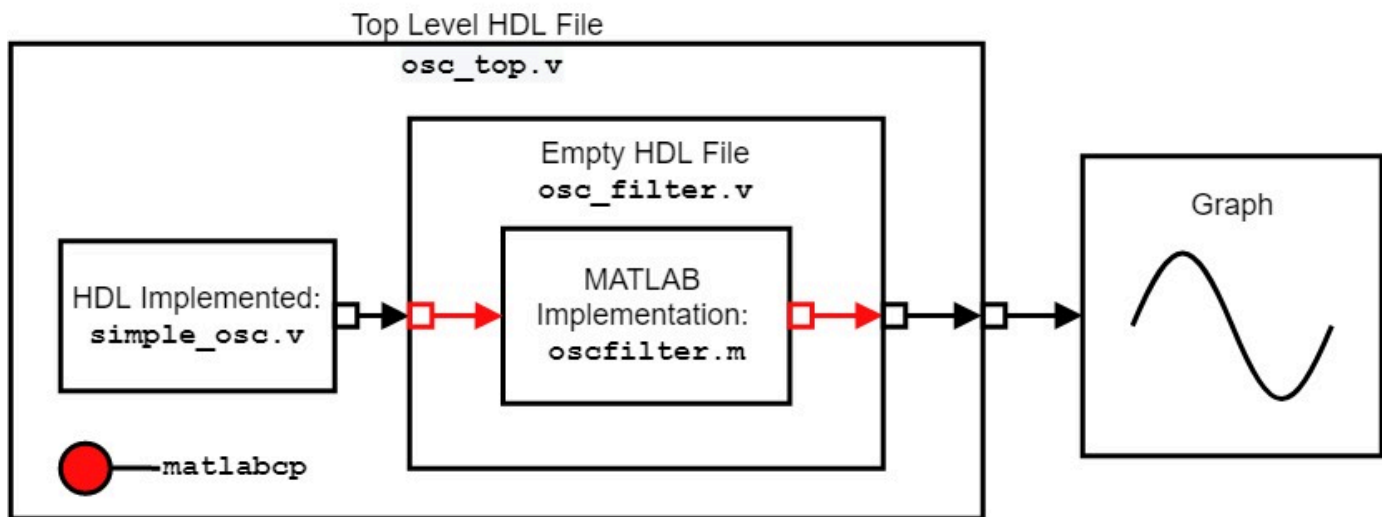 Top Level HDL File
osc_top.v
Empty HDL File
osc_filter.v
Graph
HDL Implemented:
simple_osc.v
MATLAB
Implementation:
oscfilter.m
matlabcp